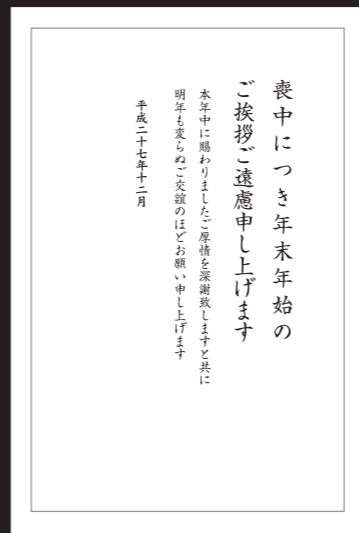 喪中につき年末年始の
ご挨拶ご遠慮申し上げます
本年中に賜わりましたご厚情を深謝致しますと共に
明年も変らぬご交誼のほどお願い申し上げます
平成二十七年十二月